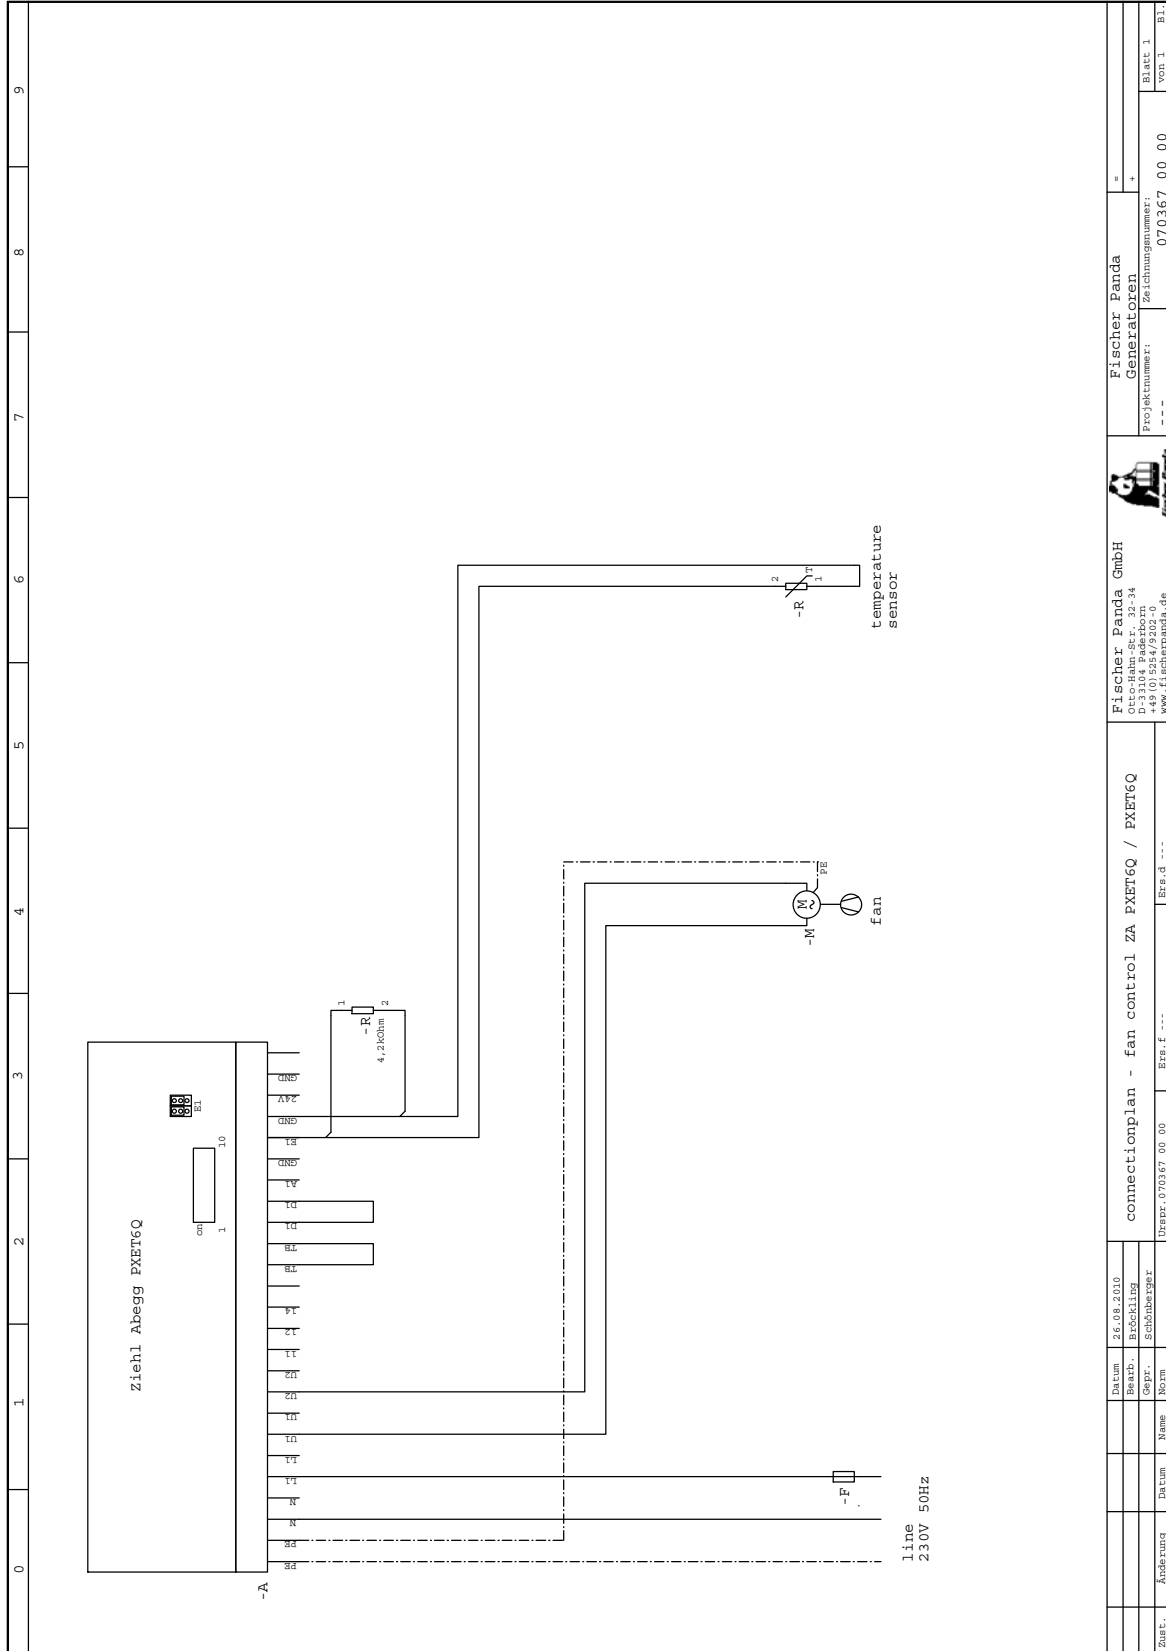 0 1 2 3 4 5 6 7 8 9
Ziehl Abegg PXET6Q
on
1 10
E1
-A
PE
PE
N
N
L1
L1
U1
U1
U2
U2
11
12
14
TB
TB
D1
D1
A1
GND
E1
GND
24V
GND
1
-R
2
4,2kOhm
2
-R
T
1
temperature
sensor
PE
M
-M
fan
-F
line
230V 50Hz
Zust. Änderung Datum Name Norm
Datum 26.08.2010
Bearb. Bröckling
Gepr. Schönberger
connectionplan - fan control ZA PXET6Q / PXET6Q
Urspr.070367 00 00 Ers.f --- Ers.d ---
Fischer Panda GmbH
Otto-Hahn-Str. 32-34
D-33104 Paderborn
+49(0)5254/9202-0
www.fischerpanda.de
Fischer Panda
Generatoren
=
+
Projektnummer:
---
Zeichnungsnummer:
070367 00 00
Blatt 1
von 1 Bl.